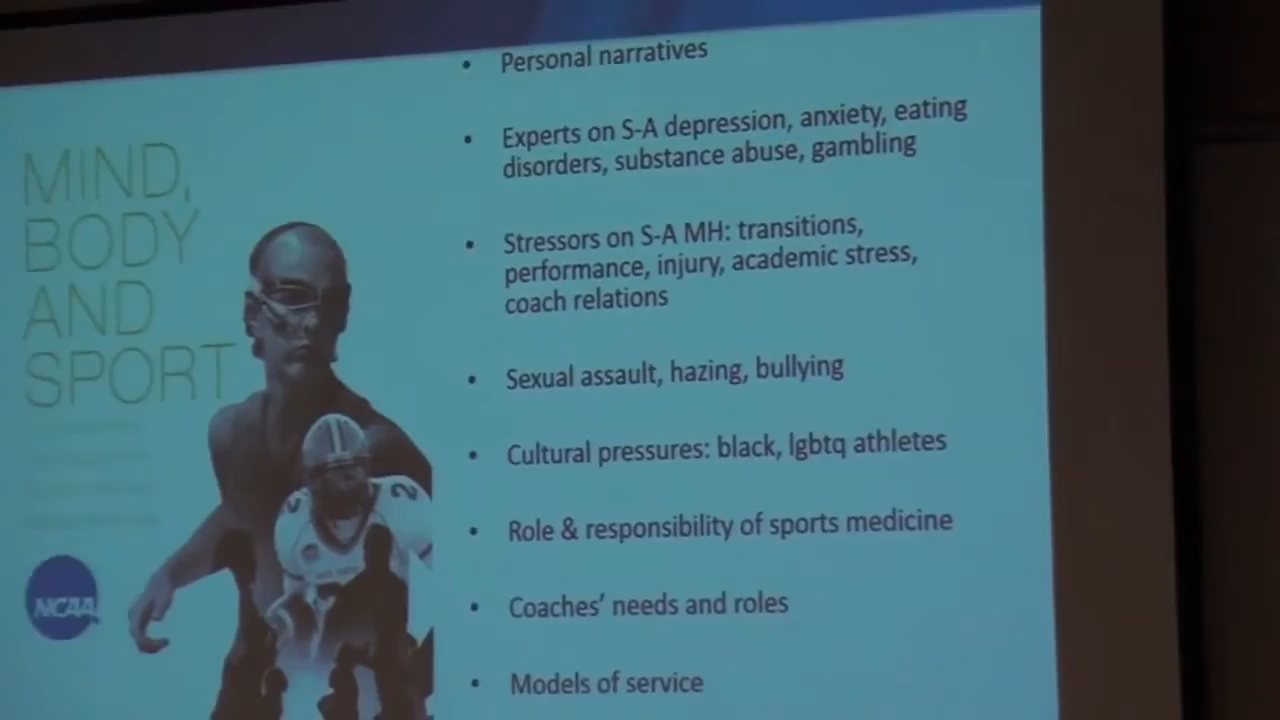 MIND,
BODY
AND
SPORT
NCAA
• Personal narratives
• Experts on S-A depression, anxiety, eating
disorders, substance abuse, gambling
• Stressors on S-A MH: transitions,
performance, injury, academic stress,
coach relations
• Sexual assault, hazing, bullying
• Cultural pressures: black, lgbtq athletes
• Role & responsibility of sports medicine
• Coaches’ needs and roles
• Models of service
2